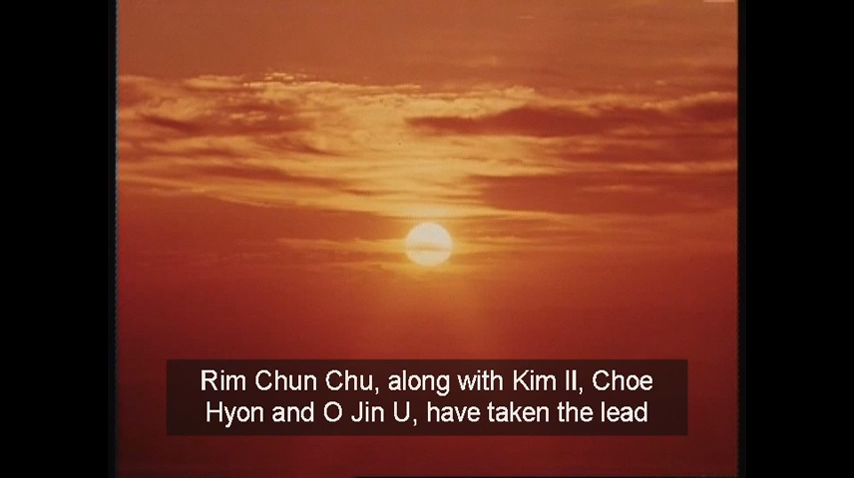 Rim Chun Chu, along with Kim Il, Choe
Hyon and O Jin U, have taken the lead